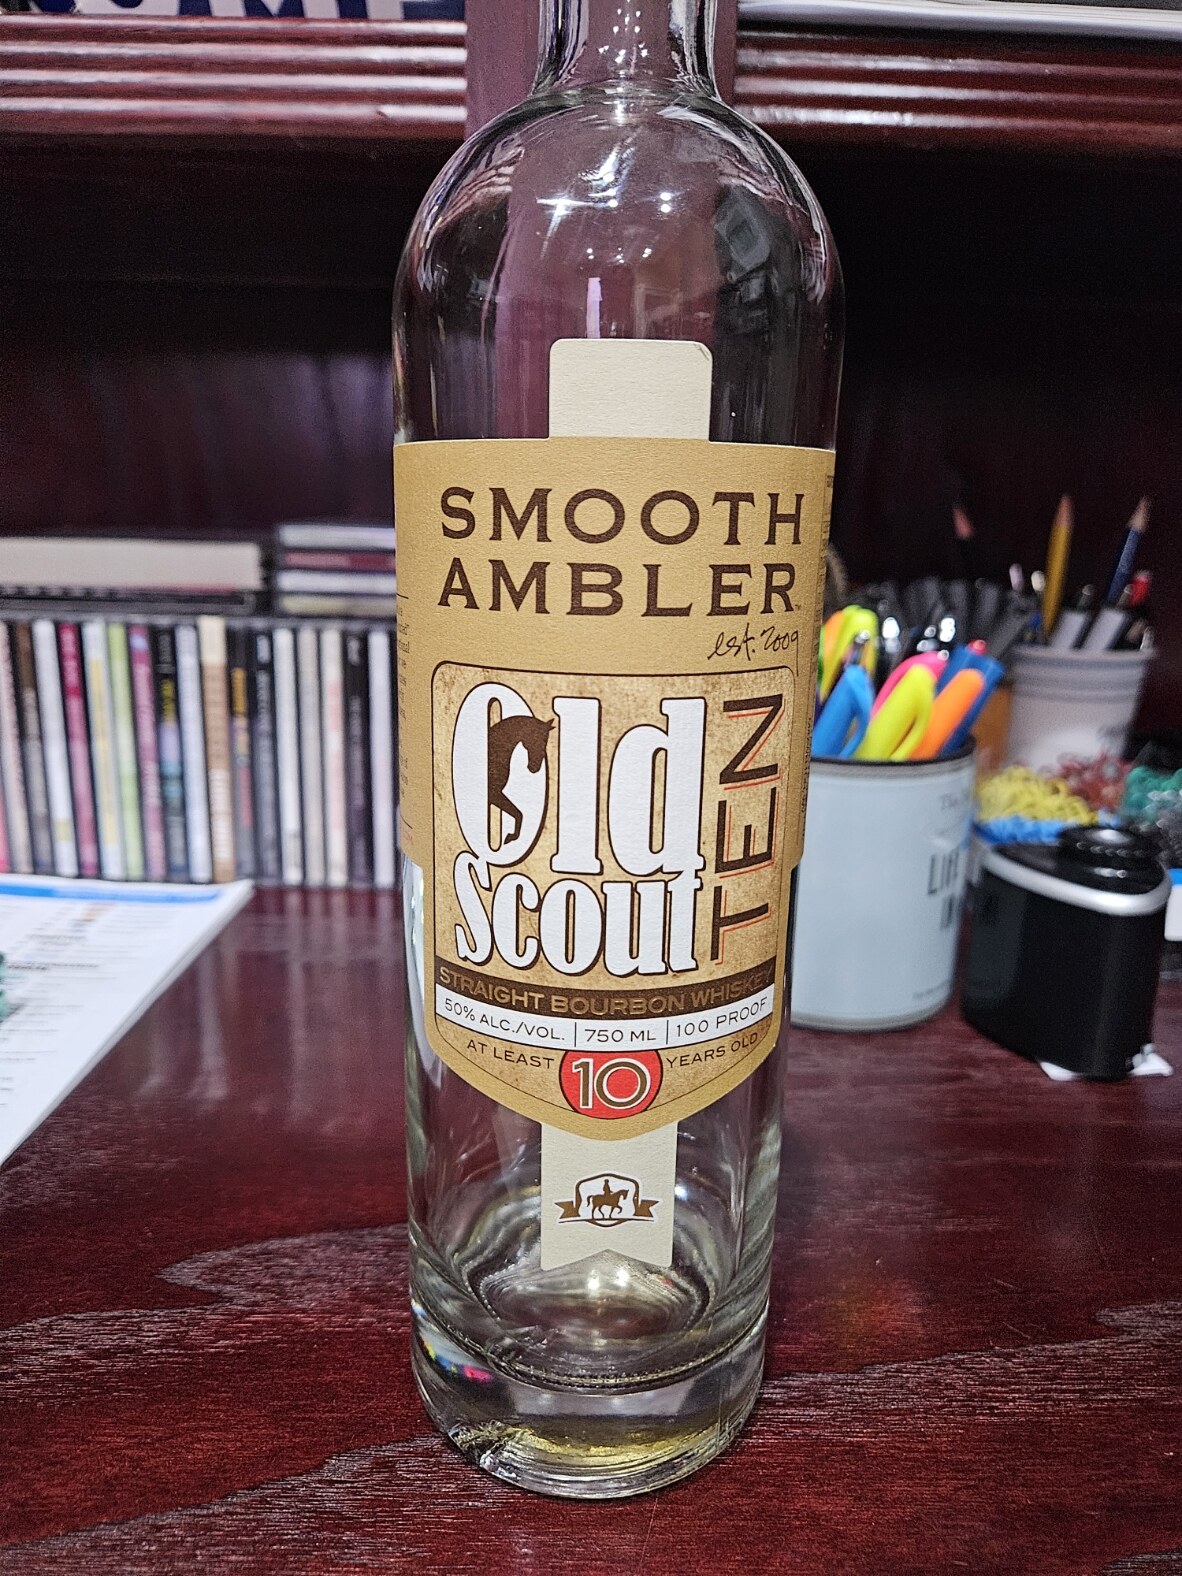 SMOOTH
AMBLER
est. 2009
Old
Scout
TEN
STRAIGHT BOURBON WHISKEY
50% ALC./VOL. | 750 ML | 100 PROOF
AT LEAST 10 YEARS OLD